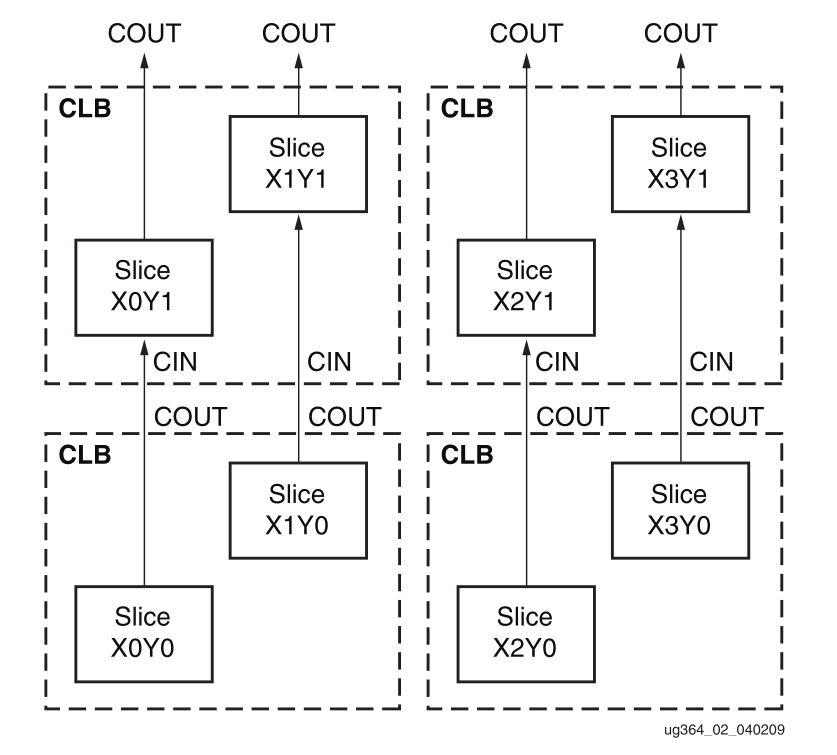 COUT COUT COUT COUT
CLB CLB
Slice Slice
X1Y1 X3Y1
Slice Slice
X0Y1 X2Y1
CIN CIN CIN CIN
COUT COUT COUT COUT
CLB CLB
Slice Slice
X1Y0 X3Y0
Slice Slice
X0Y0 X2Y0
ug364_02_040209